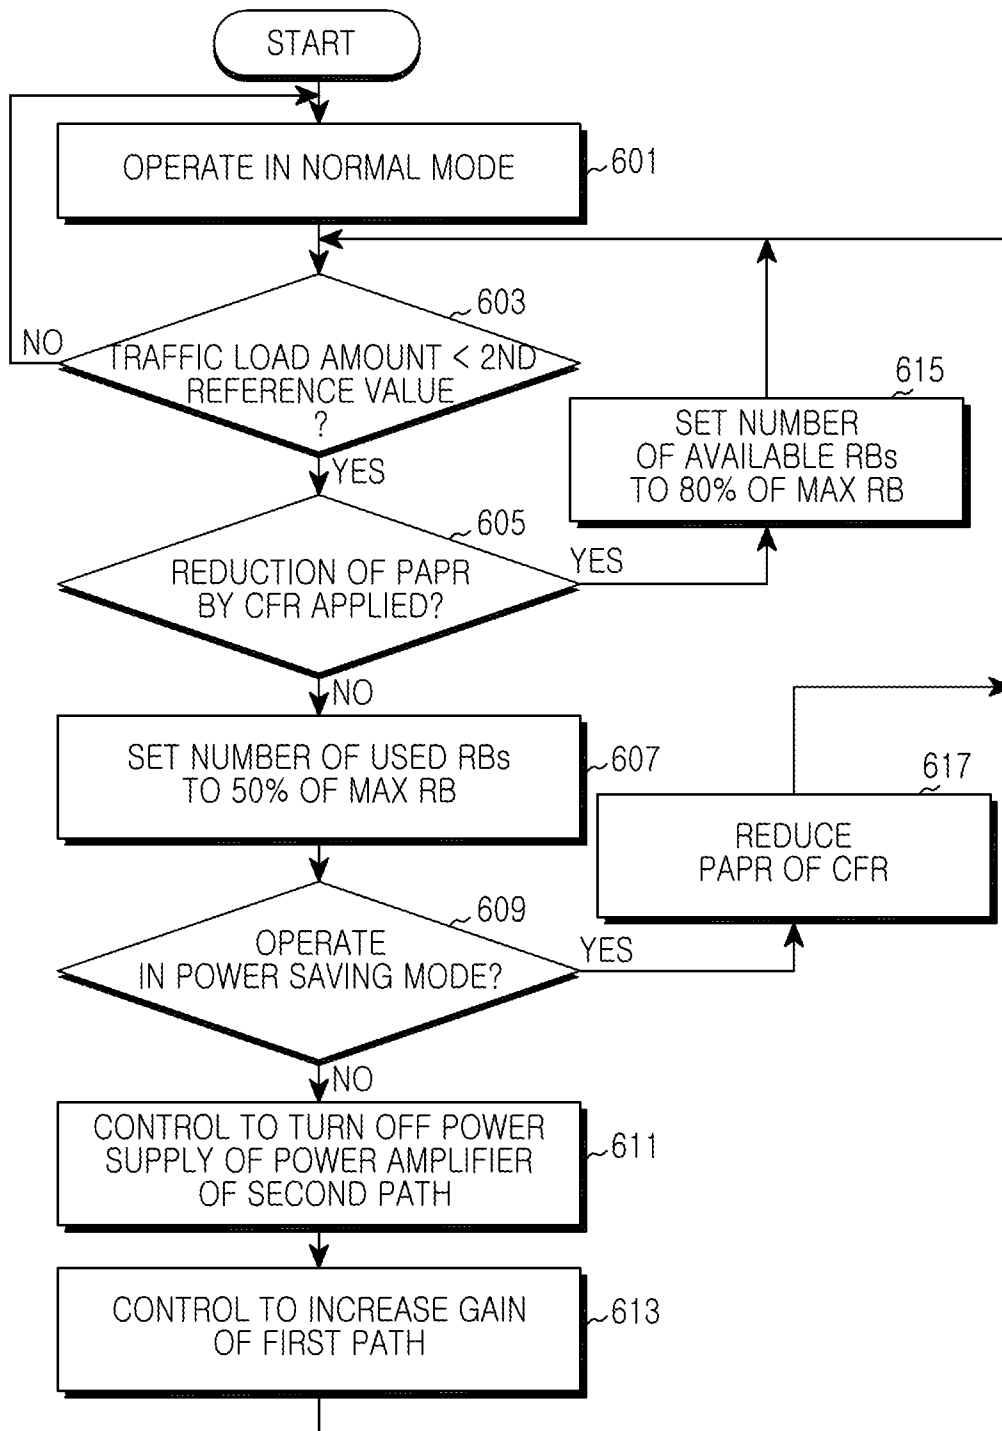 START
OPERATE IN NORMAL MODE
601
603
NO
TRAFFIC LOAD AMOUNT < 2ND
REFERENCE VALUE
?
YES
615
SET NUMBER
OF AVAILABLE RBs
TO 80% OF MAX RB
605
REDUCTION OF PAPR
BY CFR APPLIED?
YES
NO
SET NUMBER OF USED RBs
TO 50% OF MAX RB
607
617
REDUCE
PAPR OF CFR
609
OPERATE
IN POWER SAVING MODE?
YES
NO
CONTROL TO TURN OFF POWER
SUPPLY OF POWER AMPLIFIER
OF SECOND PATH
611
CONTROL TO INCREASE GAIN
OF FIRST PATH
613